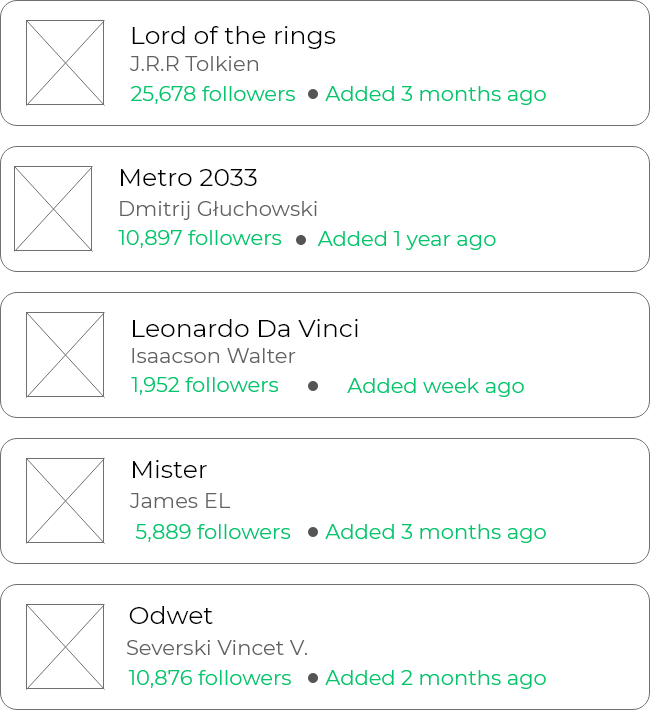 Lord of the rings
J.R.R Tolkien
25,678 followers • Added 3 months ago
Metro 2033
Dmitrij Głuchowski
10,897 followers • Added 1 year ago
Leonardo Da Vinci
Isaacson Walter
1,952 followers • Added week ago
Mister
James EL
5,889 followers • Added 3 months ago
Odwet
Severski Vincet V.
10,876 followers • Added 2 months ago